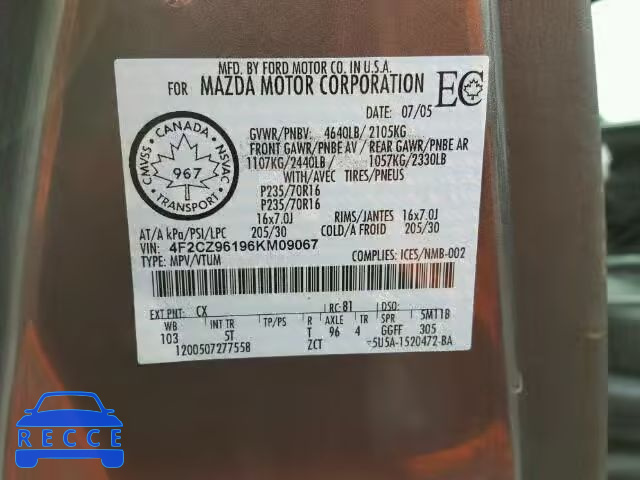 MFD. BY FORD MOTOR CO. IN U.S.A.
FOR MAZDA MOTOR CORPORATION
EC
DATE: 07/05
CMVSS CANADA NSVAC
967
TRANSPORT
GVWR/PNBV: 4640LB/ 2105KG
FRONT GAWR/PNBE AV / REAR GAWR/PNBE AR
1107KG/2440LB / 1057KG/2330LB
WITH/AVEC TIRES/PNEUS
P235/70R16
P235/70R16
16x7.0J RIMS/JANTES 16x7.0J
AT/A kPa/PSI/LPC 205/30 COLD/A FROID 205/30
VIN: 4F2CZ96196KM09067
TYPE: MPV/VTUM COMPLIES: ICES/NMB-002
EXT PNT: CX RC: 81 DSO:
WB INT TR TP/PS R AXLE TR SPR 5M11B
103 ST T 96 4 GGFF 305
1200507277558 ZCT 5U5A-1520472-BA
RECCE